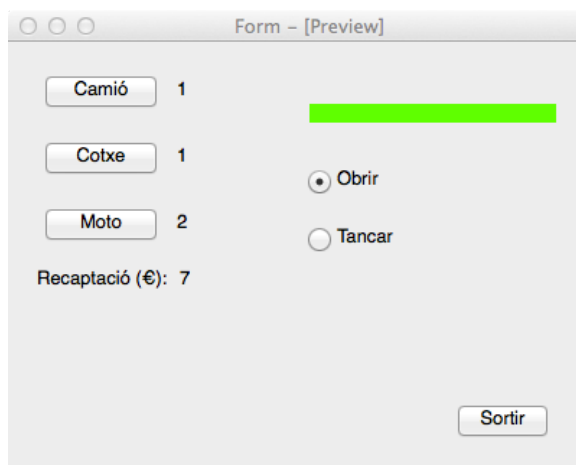 Form – [Preview]
Camió 1
Cotxe 1
Moto 2
Recaptació (€): 7
Obrir
Tancar
Sortir